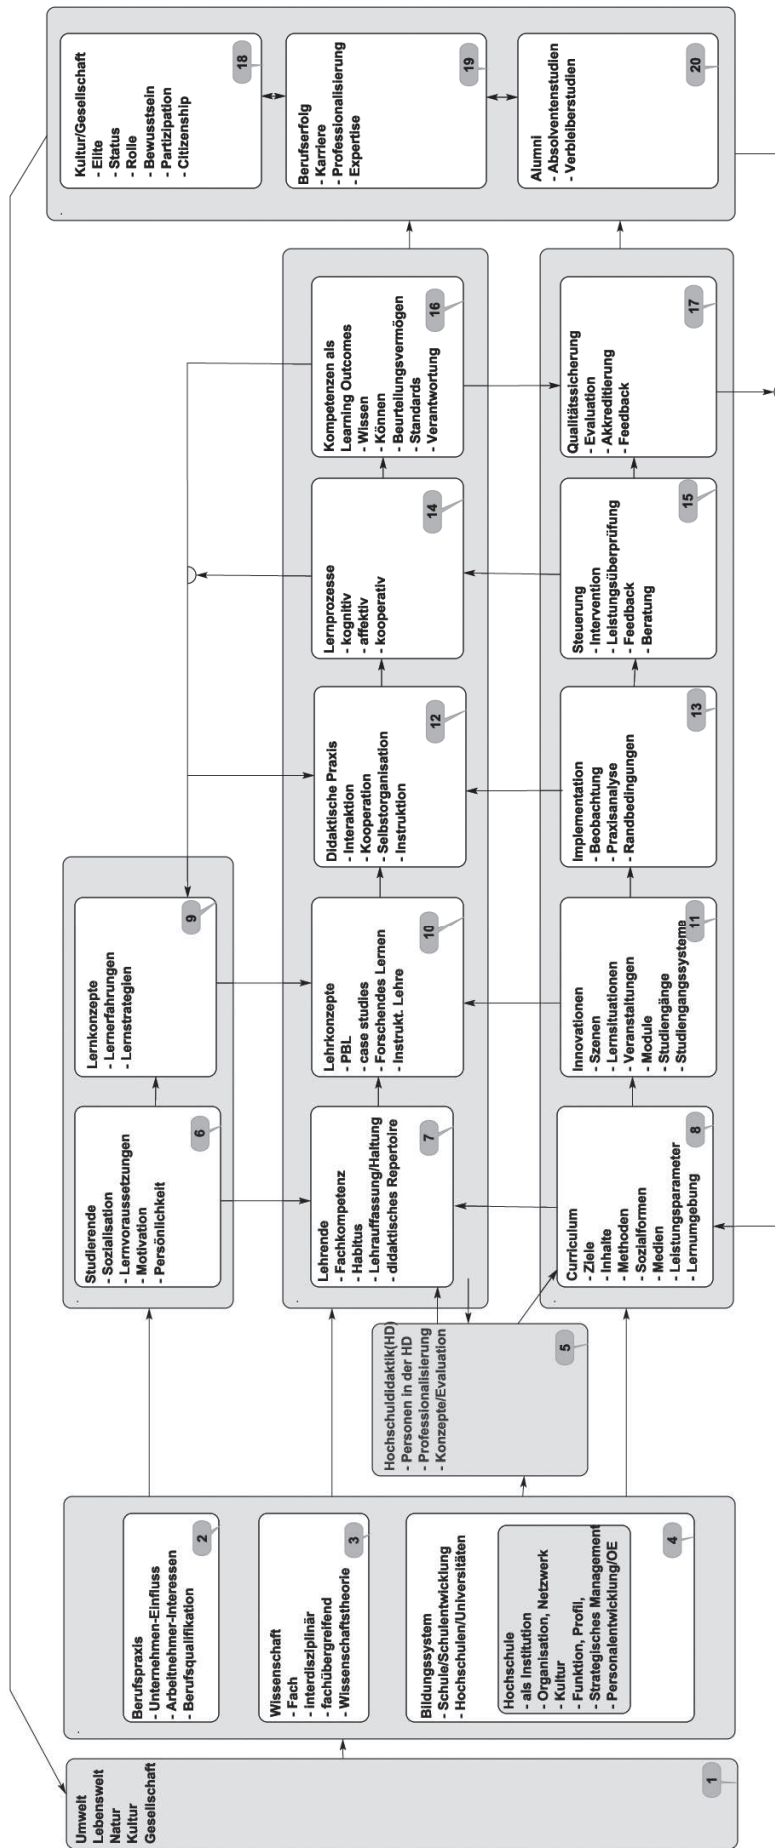 Umwelt
Lebenswelt
Natur
Kultur
Gesellschaft
1
Berufspraxis
- Unternehmen-Einfluss
- Arbeitnehmer-Interessen
- Berufsqualifikation
2
Wissenschaft
- Fach
- interdisziplinär
- fachübergreifend
- Wissenschaftstheorie
3
Bildungssystem
- Schule/Schulentwicklung
- Hochschulen/Universitäten
Hochschule
- als Institution
- Organisation, Netzwerk
- Kultur
- Funktion, Profil,
- Strategisches Management
- Personalentwicklung/OE
4
Hochschuldidaktik(HD)
- Personen in der HD
- Professionalisierung
- Konzepte/Evaluation
5
Studierende
- Sozialisation
- Lernvoraussetzungen
- Motivation
- Persönlichkeit
6
Lehrende
- Fachkompetenz
- Habitus
- Lehrauffassung/Haltung
- didaktisches Repertoire
7
Curriculum
- Ziele
- Inhalte
- Methoden
- Sozialformen
- Medien
- Leistungsparameter
- Lernumgebung
8
Lernkonzepte
- Lernerfahrungen
- Lernstrategien
9
Lehrkonzepte
- PBL
- case studies
- Forschendes Lernen
- Instrukt. Lehre
10
Innovationen
- Szenen
- Lernsituationen
- Veranstaltungen
- Module
- Studiengänge
- Studiengangssysteme
11
Didaktische Praxis
- Interaktion
- Kooperation
- Selbstorganisation
- Instruktion
12
Implementation
- Beobachtung
- Praxisanalyse
- Randbedingungen
13
Lernprozesse
- kognitiv
- affektiv
- kooperativ
14
Steuerung
- Intervention
- Leistungsüberprüfung
- Feedback
- Beratung
15
Kompetenzen als
Learning Outcomes
- Wissen
- Können
- Beurteilungsvermögen
- Standards
- Verantwortung
16
Qualitätssicherung
- Evaluation
- Akkreditierung
- Feedback
17
Kultur/Gesellschaft
- Elite
- Status
- Rolle
- Bewusstsein
- Partizipation
- Citizenship
18
Berufserfolg
- Karriere
- Professionalisierung
- Expertise
19
Alumni
- Absolventenstudien
- Verbleiberstudien
20